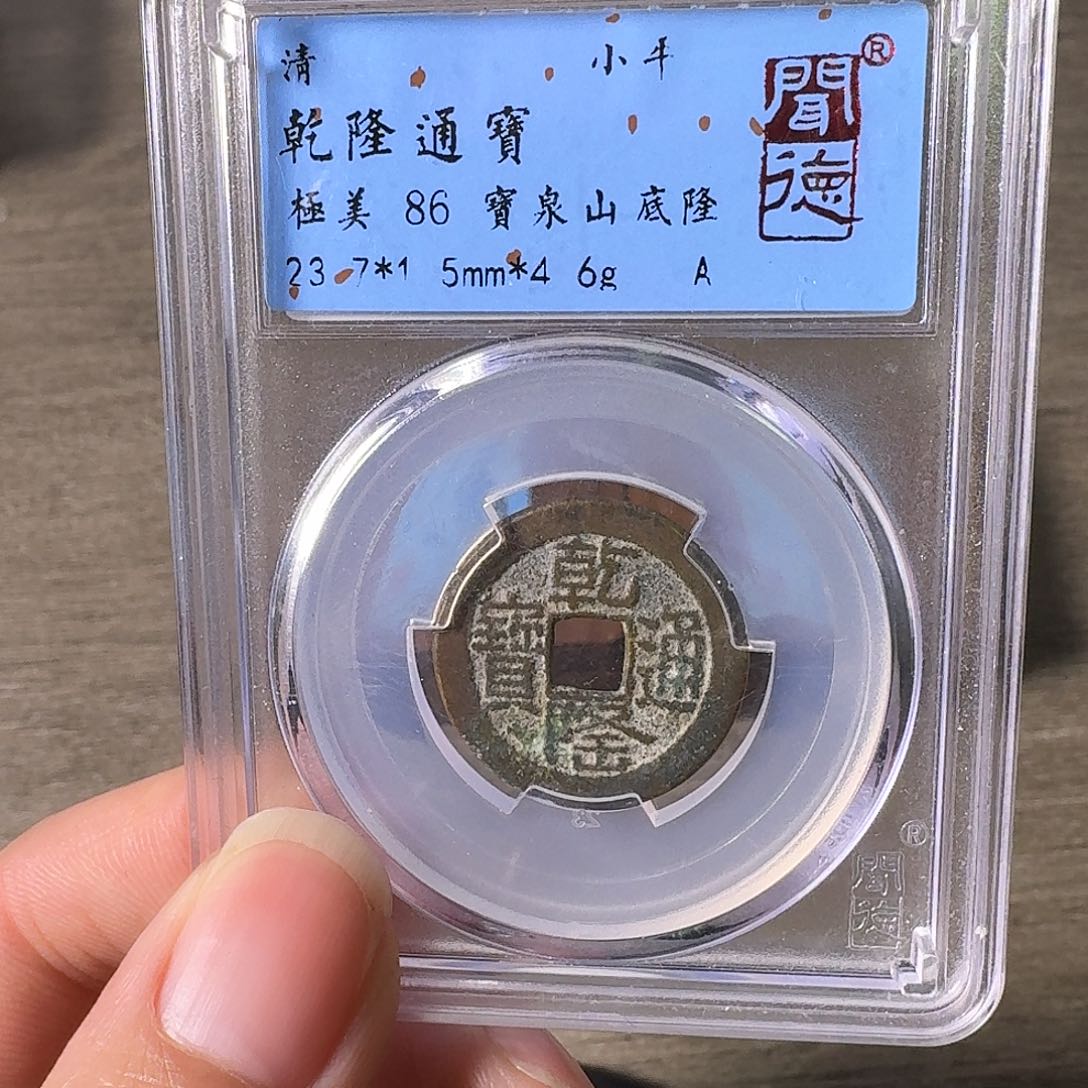 清 小平
乾隆通寶
極美 86 寶泉山底隆
23 7*1 5mm*4 6g A
聞德®
乾隆通寶
®
聞德